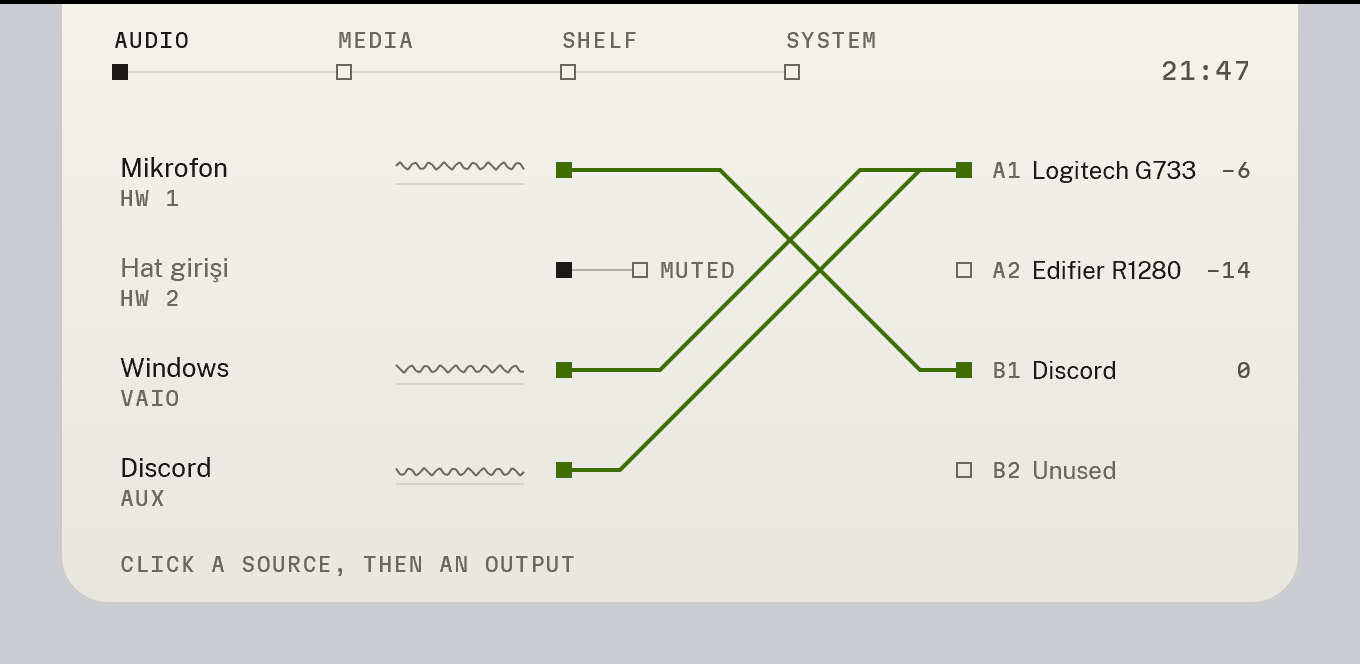 AUDIO MEDIA SHELF SYSTEM
21:47
Mikrofon
HW 1
A1 Logitech G733 −6
Hat girişi
HW 2
MUTED
A2 Edifier R1280 −14
Windows
VAIO
B1 Discord 0
Discord
AUX
B2 Unused
CLICK A SOURCE, THEN AN OUTPUT